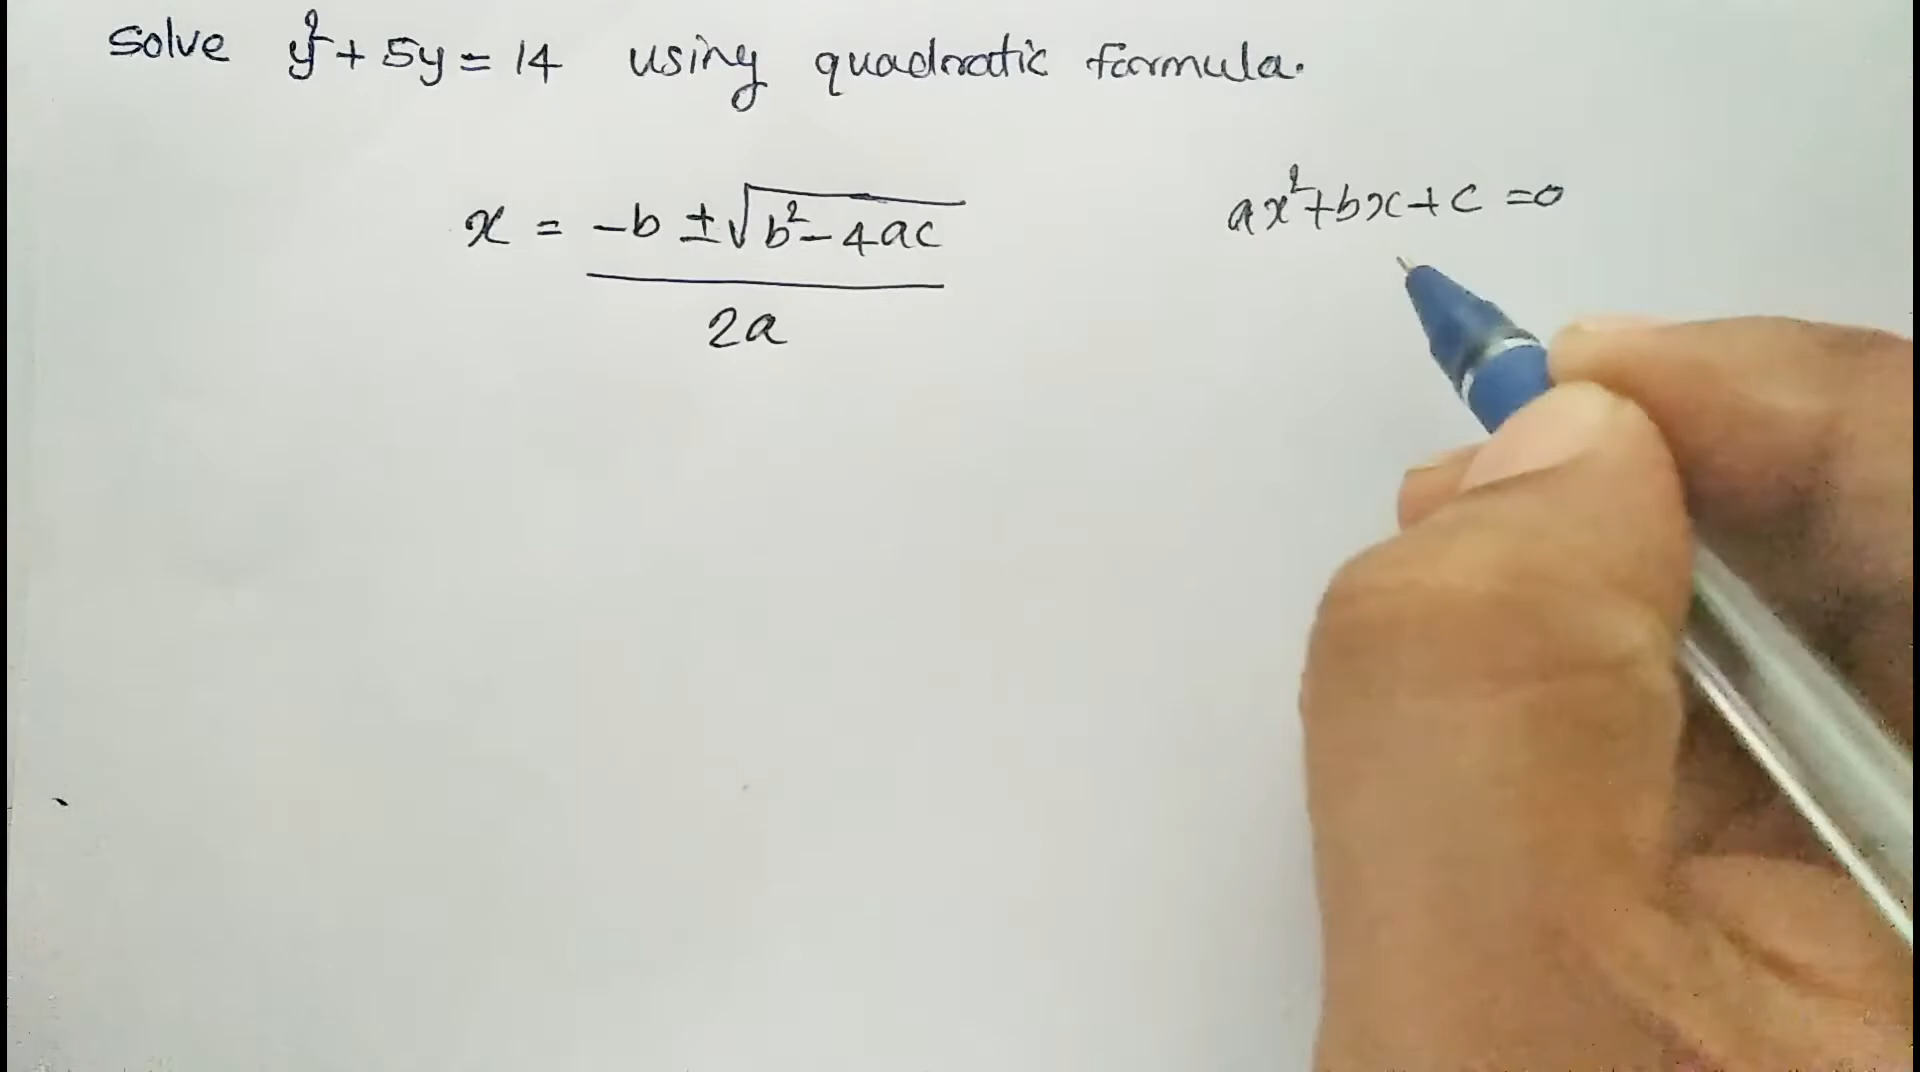 Solve y² + 5y = 14 using quadratic formula.
x = -b ± √b² - 4ac
2a
ax² + bx + c = 0